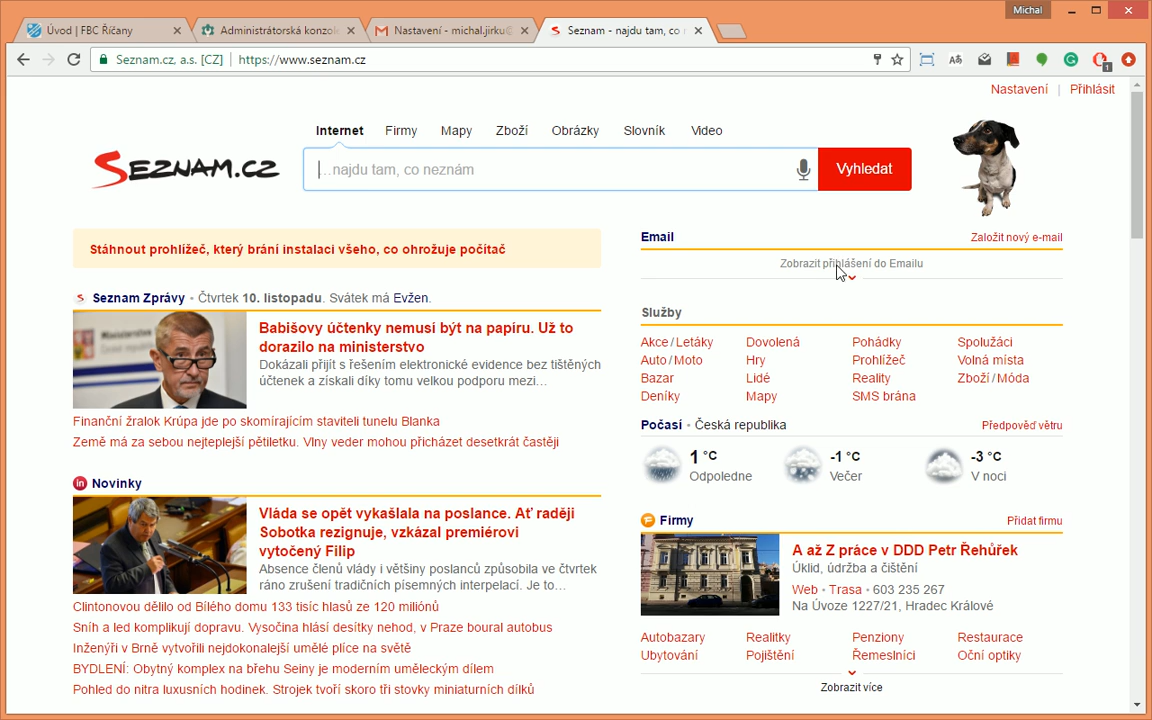 Michal
Úvod | FBC Říčany
Administrátorská konzole
Nastavení - michal.jirku@
Seznam - najdu tam, co
Seznam.cz, a.s. [CZ] | https://www.seznam.cz
1
Nastavení | Přihlásit
Internet Firmy Mapy Zboží Obrázky Slovník Video
SEZNAM.CZ
...najdu tam, co neznám
Vyhledat
Stáhnout prohlížeč, který brání instalaci všeho, co ohrožuje počítač
Seznam Zprávy • Čtvrtek 10. listopadu. Svátek má Evžen.
Babišovy účtenky nemusí být na papíru. Už to
dorazilo na ministerstvo
Dokázali přijít s řešením elektronické evidence bez tištěných
účtenek a získali díky tomu velkou podporu mezi...
Finanční žralok Krúpa jde po skomírajícím staviteli tunelu Blanka
Země má za sebou nejteplejší pětiletku. Vlny veder mohou přicházet desetkrát častěji
Novinky
Vláda se opět vykašlala na poslance. Ať raději
Sobotka rezignuje, vzkázal premiérovi
vytočený Filip
Absence členů vlády i většiny poslanců způsobila ve čtvrtek
ráno zrušení tradičních písemných interpelací. Je to...
Clintonovou dělilo od Bílého domu 133 tisíc hlasů ze 120 miliónů
Sníh a led komplikují dopravu. Vysočina hlásí desítky nehod, v Praze boural autobus
Inženýři v Brně vytvořili nejdokonalejší umělé plíce na světě
BYDLENÍ: Obytný komplex na břehu Seiny je moderním uměleckým dílem
Pohled do nitra luxusních hodinek. Strojek tvoří skoro tři stovky miniaturních dílků
Email
Založit nový e-mail
Zobrazit přihlášení do Emailu
Služby
Akce / Letáky Dovolená Pohádky Spolužáci
Auto / Moto Hry Prohlížeč Volná místa
Bazar Lidé Reality Zboží / Móda
Deníky Mapy SMS brána
Počasí • Česká republika
Předpověď větru
1 °C -1 °C -3 °C
Odpoledne Večer V noci
Firmy
Přidat firmu
A až Z práce v DDD Petr Řehůřek
Úklid, údržba a čištění
Web • Trasa • 603 235 267
Na Úvoze 1227/21, Hradec Králové
Autobazary Realitky Penziony Restaurace
Ubytování Pojištění Řemeslníci Oční optiky
Zobrazit více